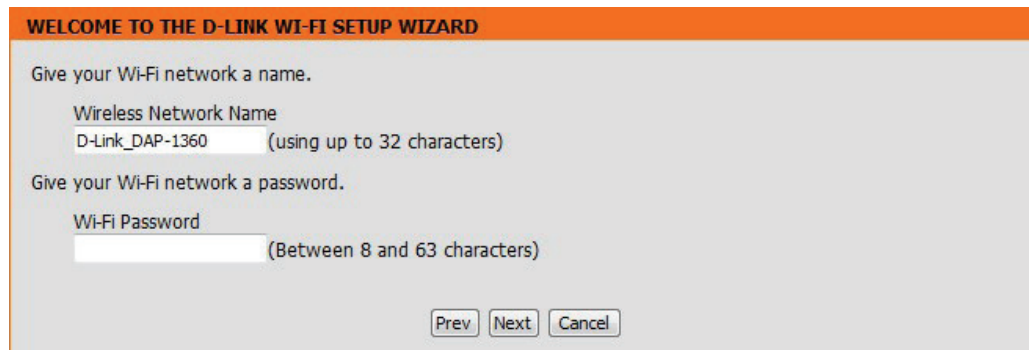 WELCOME TO THE D-LINK WI-FI SETUP WIZARD
Give your Wi-Fi network a name.
Wireless Network Name
D-Link_DAP-1360 (using up to 32 characters)
Give your Wi-Fi network a password.
Wi-Fi Password
(Between 8 and 63 characters)
Prev Next Cancel